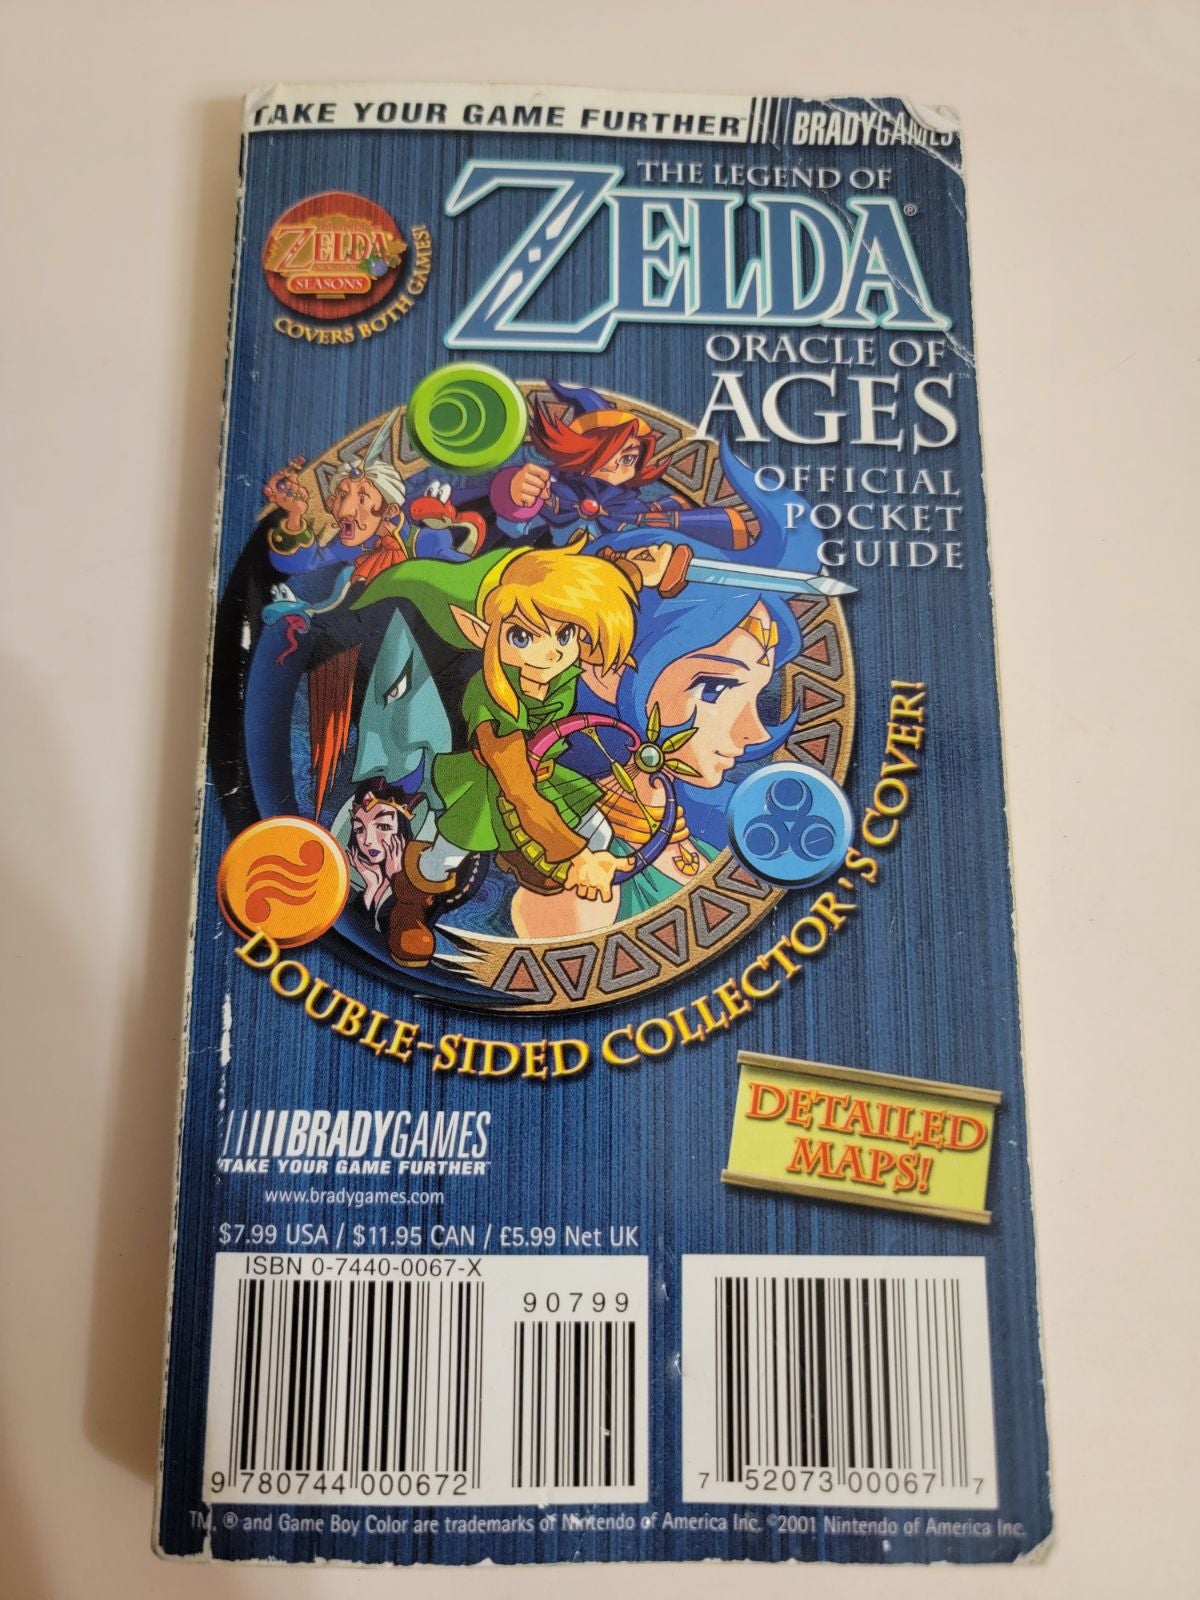 TAKE YOUR GAME FURTHER
BRADYGAMES
THE LEGEND OF
ZELDA®
ORACLE OF
AGES™
OFFICIAL
POCKET
GUIDE
ZELDA
SEASONS
COVERS BOTH GAMES!
DOUBLE-SIDED COLLECTOR'S COVER!
DETAILED
MAPS!
BRADYGAMES
TAKE YOUR GAME FURTHER™
www.bradygames.com
$7.99 USA / $11.95 CAN / £5.99 Net UK
ISBN 0-7440-0067-X
90799
9 780744 000672
7 52073 00067 7
TM, ® and Game Boy Color are trademarks of Nintendo of America Inc. ©2001 Nintendo of America Inc.